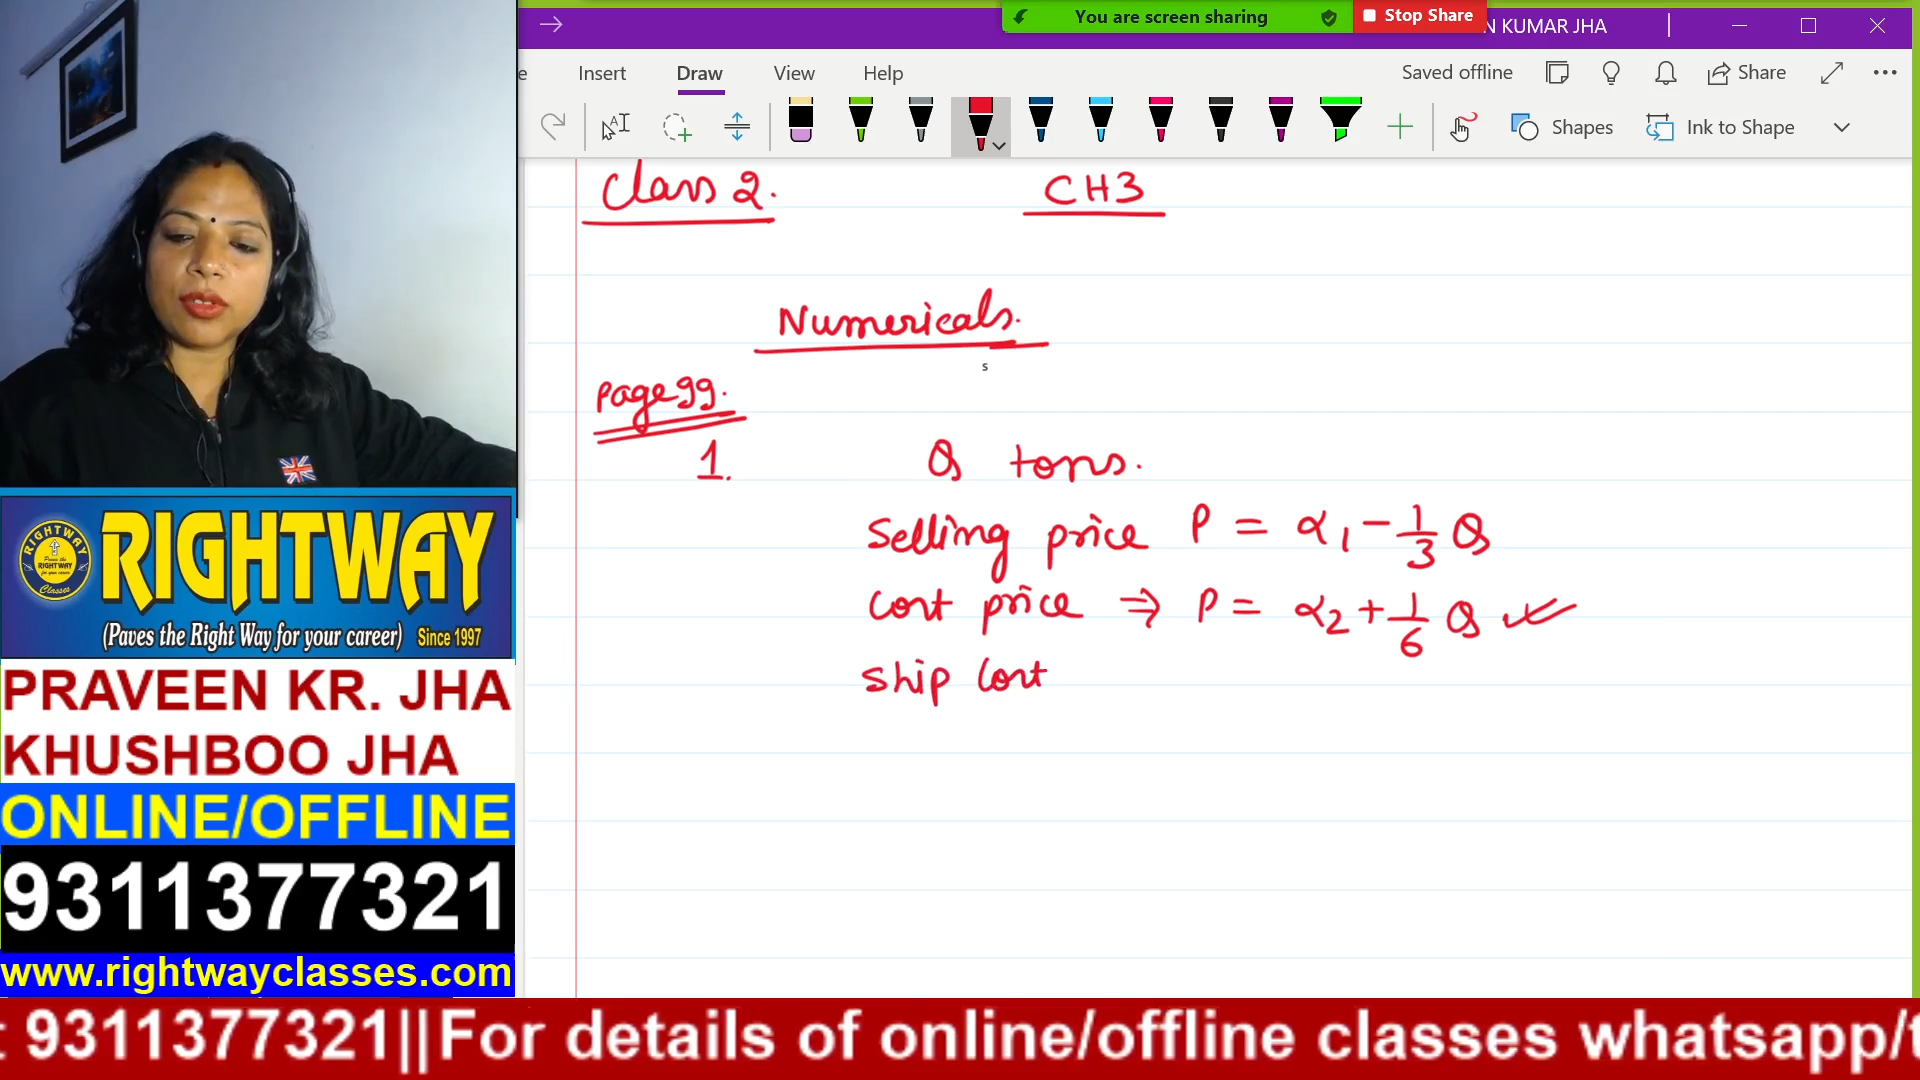 You are screen sharing
Stop Share
N KUMAR JHA
Insert
Draw
View
Help
Saved offline
Share
Shapes
Ink to Shape
Class 2.
CH3
Numericals.
s
Page 99.
1.
Q tons.
Selling price P = α1 - 1/3 Q
Cost price ⇒ P = α2 + 1/6 Q ✓
Ship Cost
RIGHTWAY
(Paves the Right Way for your career) Since 1997
PRAVEEN KR. JHA
KHUSHBOO JHA
ONLINE/OFFLINE
9311377321
www.rightwayclasses.com
9311377321||For details of online/offline classes whatsapp/